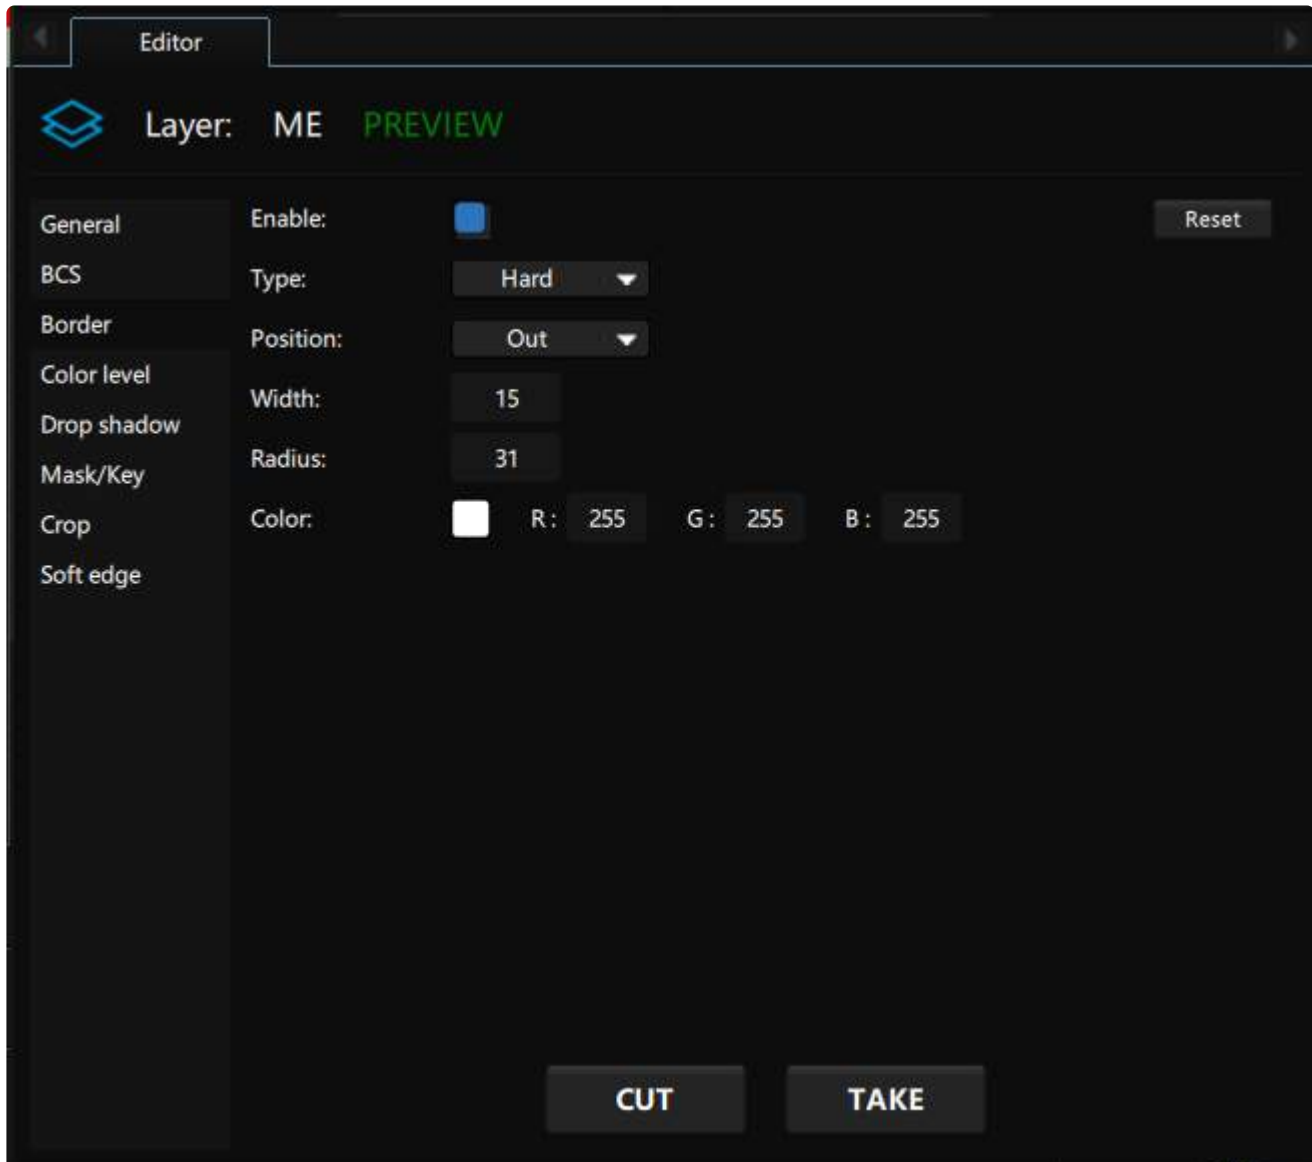 Editor
Layer: ME PREVIEW
General
BCS
Border
Color level
Drop shadow
Mask/Key
Crop
Soft edge
Enable:
Reset
Type: Hard
Position: Out
Width: 15
Radius: 31
Color: R: 255 G: 255 B: 255
CUT TAKE